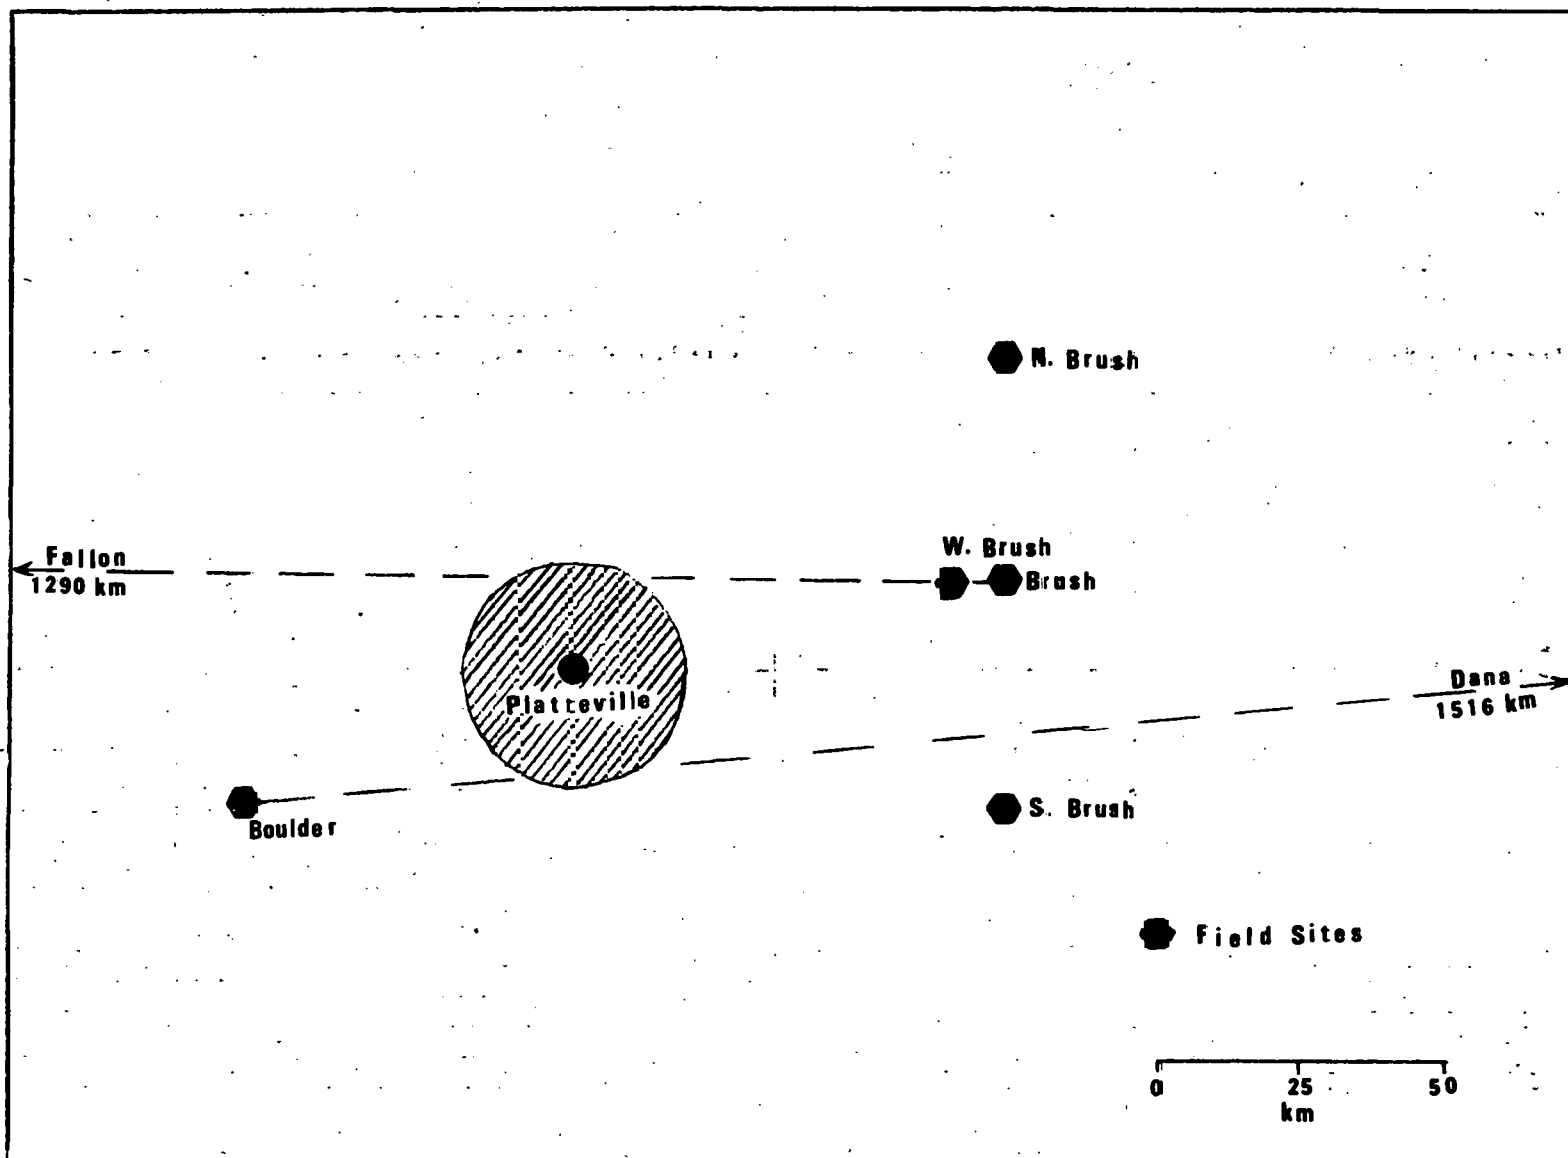 N. Brush
W. Brush
Fallon
1290 km
Brush
Dana
1516 km
Platteville
S. Brush
Boulder
Field Sites
0 25 50
km